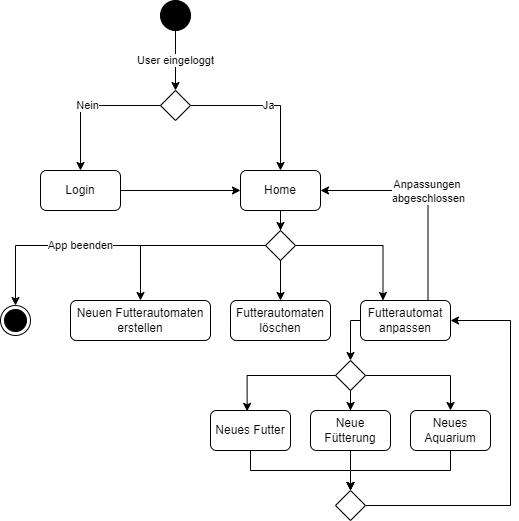 User eingeloggt
Nein
Ja
Login
Home
Anpassungen
abgeschlossen
App beenden
Neuen Futterautomaten
erstellen
Futterautomaten
löschen
Futterautomat
anpassen
Neues Futter
Neue
Fütterung
Neues
Aquarium